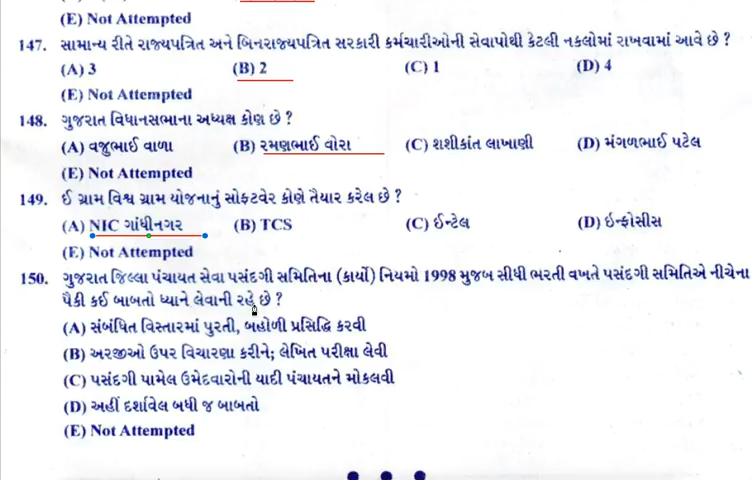 (E) Not Attempted
147. સામાન્ય રીતે રાજ્યપત્રિત અને બિનરાજ્યપત્રિત સરકારી કર્મચારીઓની સેવાપોથી કેટલી નકલોમાં રાખવામાં આવે છે ?
(A) 3 (B) 2 (C) 1 (D) 4
(E) Not Attempted
148. ગુજરાત વિધાનસભાના અધ્યક્ષ કોણ છે ?
(A) વજુભાઈ વાળા (B) રમણભાઈ વોરા (C) શશીકાંત લાખાણી (D) મંગળભાઈ પટેલ
(E) Not Attempted
149. ઈ ગ્રામ વિશ્વ ગ્રામ યોજનાનું સોફ્ટવેર કોણે તૈયાર કરેલ છે ?
(A) NIC ગાંધીનગર (B) TCS (C) ઈન્ટેલ (D) ઇન્ફોસીસ
(E) Not Attempted
150. ગુજરાત જિલ્લા પંચાયત સેવા પસંદગી સમિતિના (કાર્યો) નિયમો 1998 મુજબ સીધી ભરતી વખતે પસંદગી સમિતિએ નીચેના
પૈકી કઈ બાબતો ધ્યાને લેવાની રહે છે ?
(A) સંબંધિત વિસ્તારમાં પુરતી, બહોળી પ્રસિદ્ધિ કરવી
(B) અરજીઓ ઉપર વિચારણા કરીને; લેખિત પરીક્ષા લેવી
(C) પસંદગી પામેલ ઉમેદવારોની યાદી પંચાયતને મોકલવી
(D) અહીં દર્શાવેલ બધી જ બાબતો
(E) Not Attempted